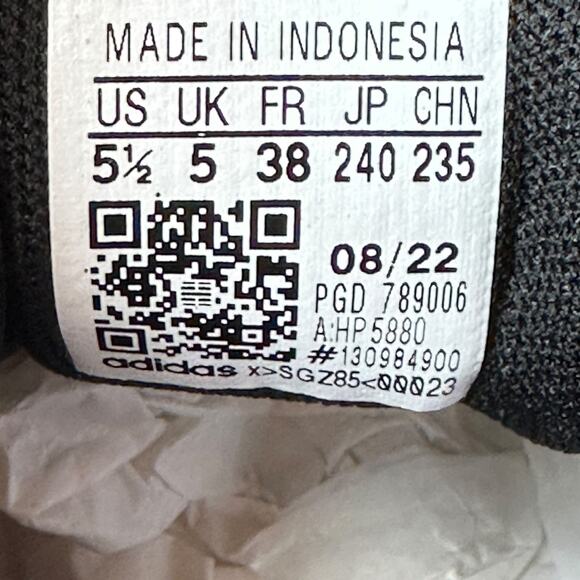 MADE IN INDONESIA
US UK FR JP CHN
5½ 5 38 240 235
08/22
PGD 789006
A:HP5880
#130984900
adidas X>SGZ85<00023